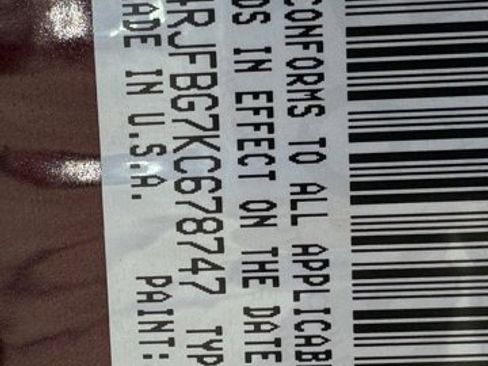 CONFORMS TO ALL APPLICAB
DS IN EFFECT ON THE DATE
RJFBG7KC678747 TYP
ADE IN U.S.A. PAINT: